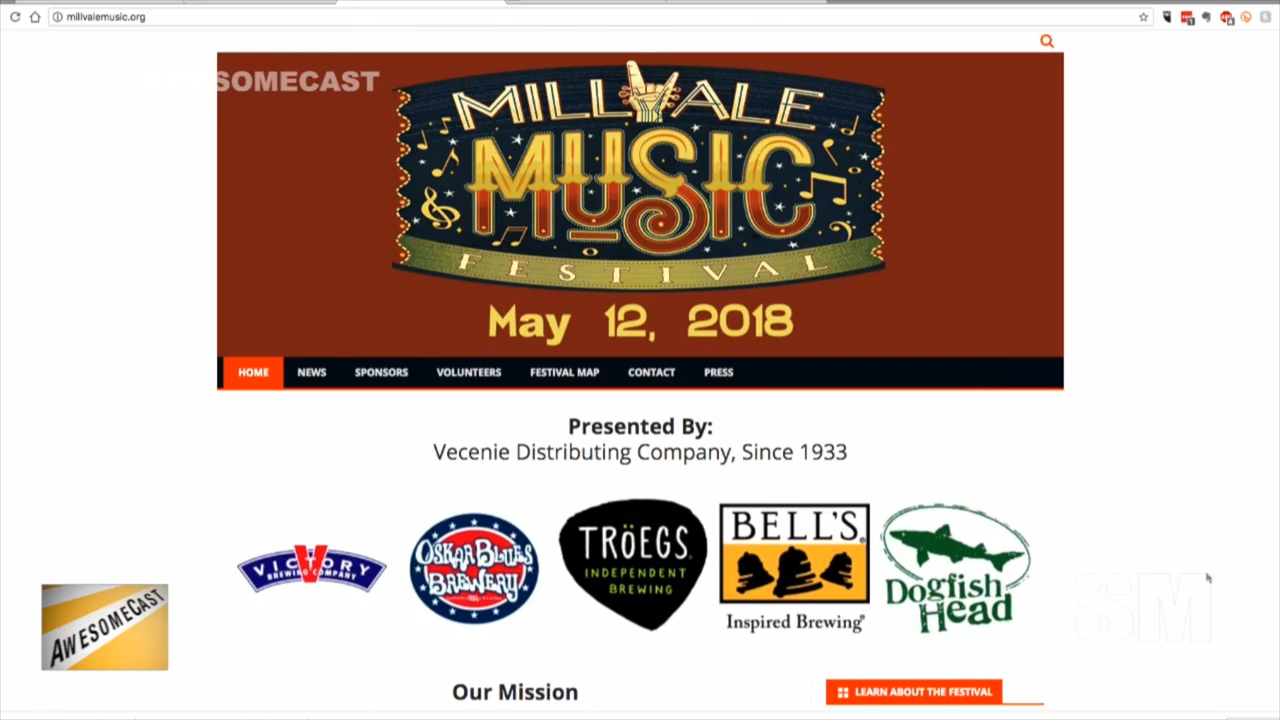 millvalemusic.org
AWESOMECAST
MILLVALE
MUSIC
FESTIVAL
May 12, 2018
HOME NEWS SPONSORS VOLUNTEERS FESTIVAL MAP CONTACT PRESS
Presented By:
Vecenie Distributing Company, Since 1933
VICTORY
BREWING COMPANY
OSKAR BLUES
BREWERY
TRöEGS
INDEPENDENT
BREWING
BELL'S
Inspired Brewing®
Dogfish
Head
AWESOMECAST
SM
Our Mission
LEARN ABOUT THE FESTIVAL